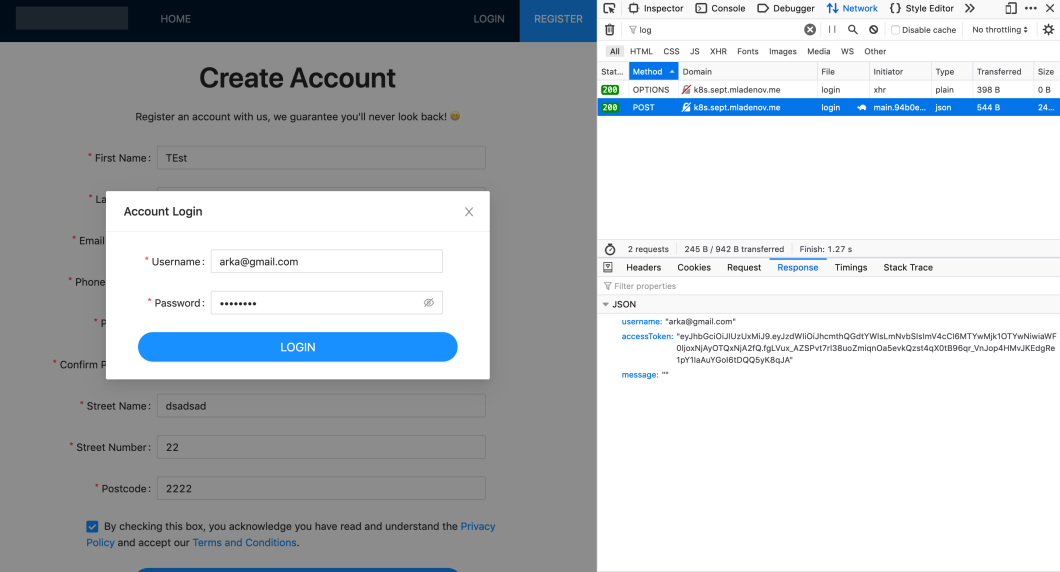 HOME LOGIN REGISTER
Create Account
Register an account with us, we guarantee you'll never look back!
* First Name: TEst
* La
* Email
* Phone
* P
* Confirm P
* Street Name: dsadsad
* Street Number: 22
* Postcode: 2222
By checking this box, you acknowledge you have read and understand the Privacy
Policy and accept our Terms and Conditions.
Account Login
* Username: arka@gmail.com
* Password: ••••••••
LOGIN
Inspector Console Debugger Network Style Editor
log Disable cache No throttling
All HTML CSS JS XHR Fonts Images Media WS Other
Stat... Method Domain File Initiator Type Transferred Size
200 OPTIONS k8s.sept.mladenov.me login xhr plain 398 B 0 B
200 POST k8s.sept.mladenov.me login main.94b0e... json 544 B 24...
2 requests 245 B / 942 B transferred Finish: 1.27 s
Headers Cookies Request Response Timings Stack Trace
Filter properties
JSON
username: "arka@gmail.com"
accessToken:
message: ""